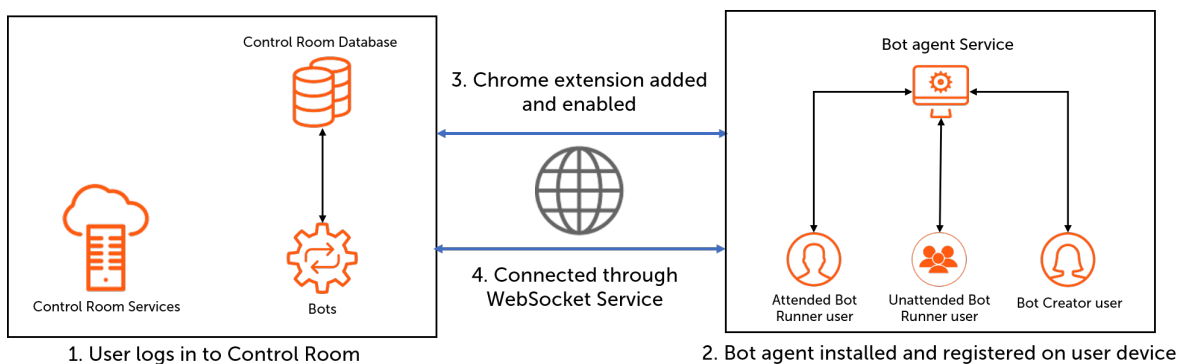 Control Room Database
Control Room Services
Bots
1. User logs in to Control Room
3. Chrome extension added
and enabled
4. Connected through
WebSocket Service
Bot agent Service
Attended Bot
Runner user
Unattended Bot
Runner user
Bot Creator user
2. Bot agent installed and registered on user device